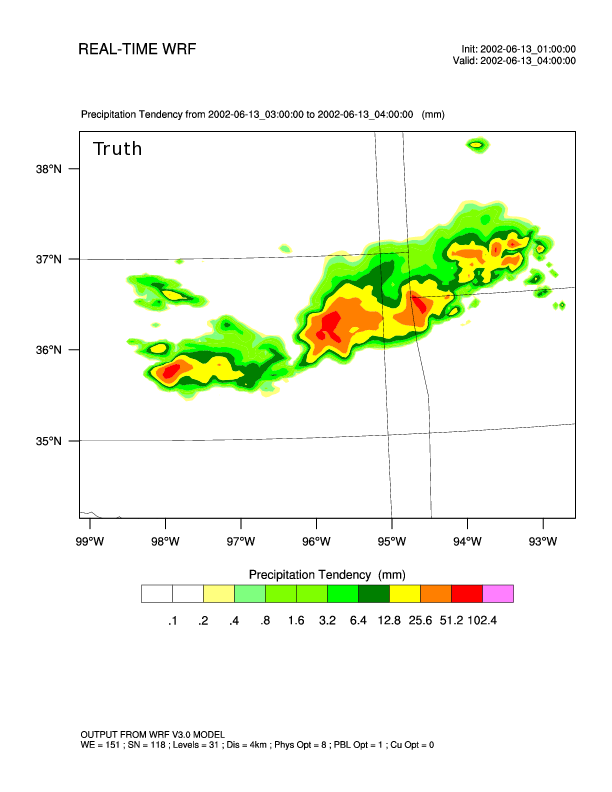 REAL-TIME WRF
Init: 2002-06-13_01:00:00
Valid: 2002-06-13_04:00:00
Precipitation Tendency from 2002-06-13_03:00:00 to 2002-06-13_04:00:00 (mm)
Truth
38°N
37°N
36°N
35°N
99°W 98°W 97°W 96°W 95°W 94°W 93°W
Precipitation Tendency (mm)
.1 .2 .4 .8 1.6 3.2 6.4 12.8 25.6 51.2 102.4
OUTPUT FROM WRF V3.0 MODEL
WE = 151 ; SN = 118 ; Levels = 31 ; Dis = 4km ; Phys Opt = 8 ; PBL Opt = 1 ; Cu Opt = 0